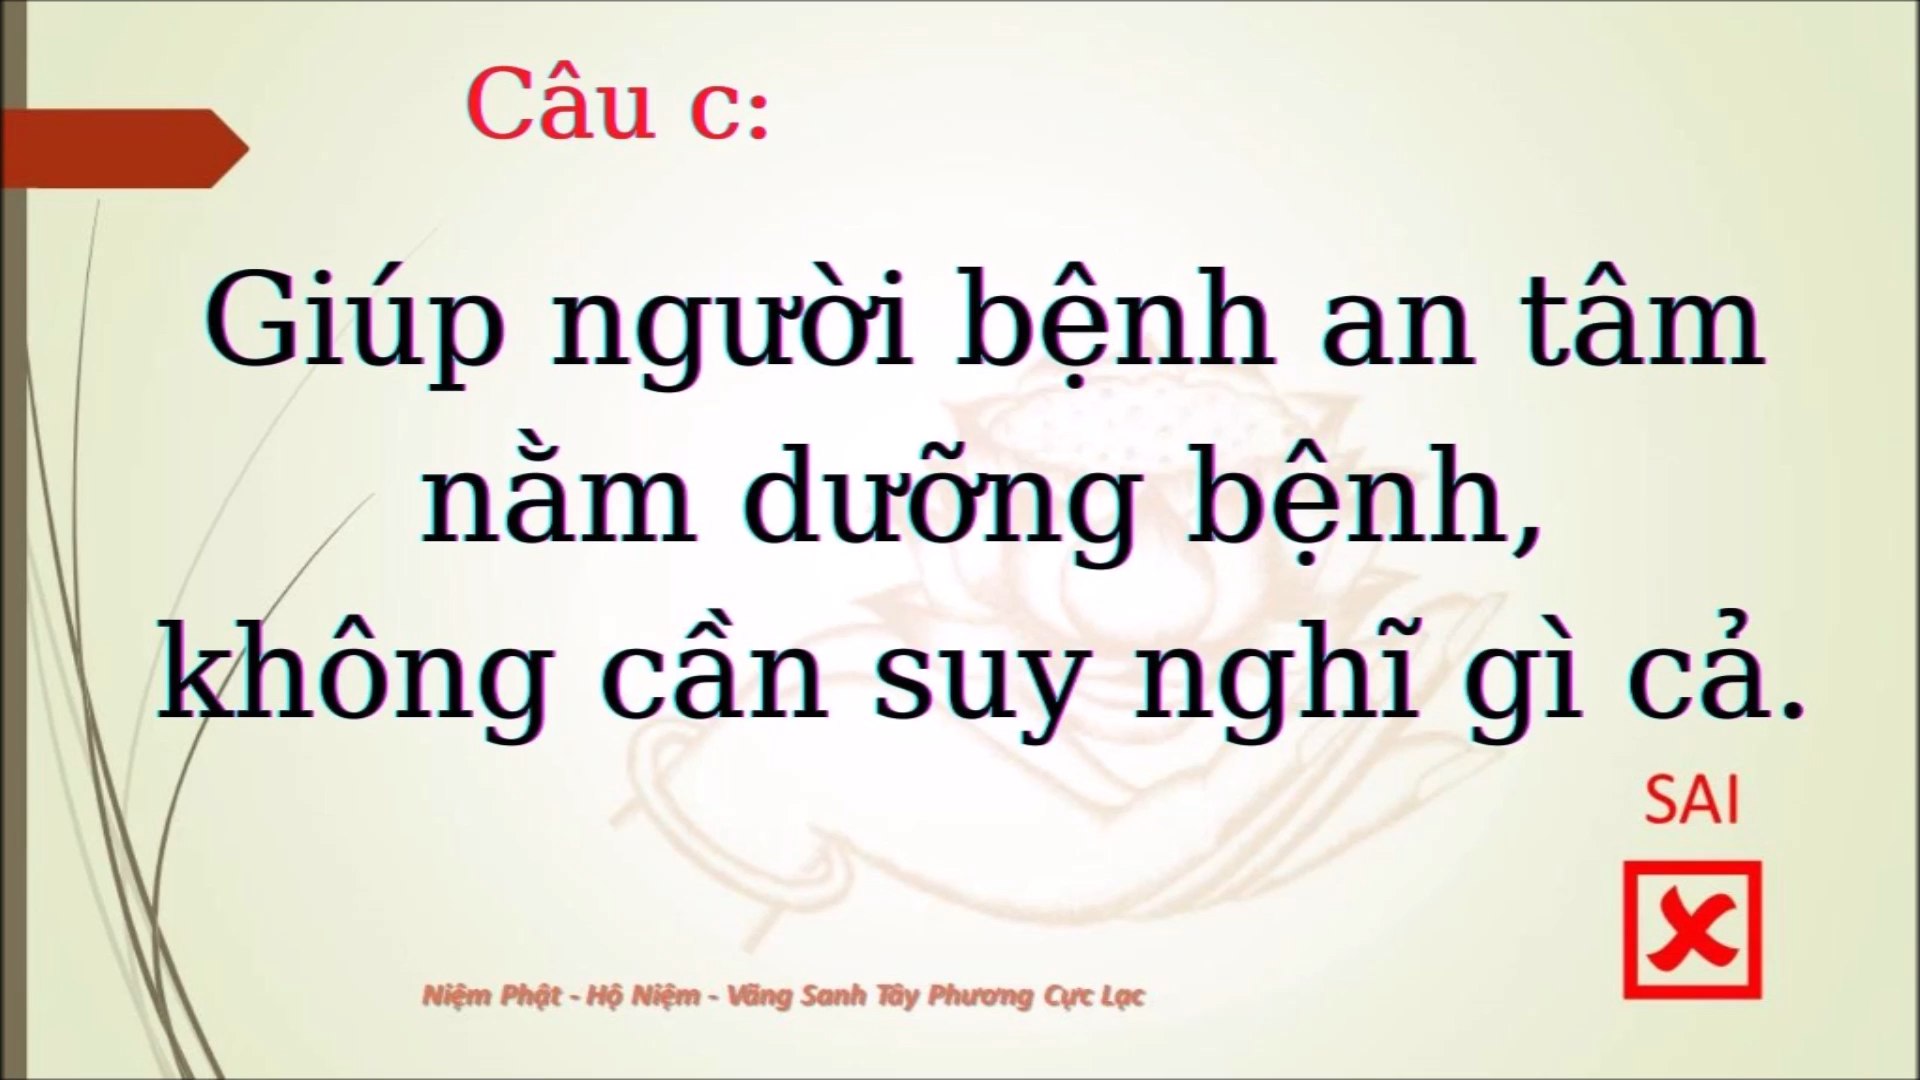 Câu c:
Giúp người bệnh an tâm
nằm dưỡng bệnh,
không cần suy nghĩ gì cả.
SAI
Niệm Phật - Hộ Niệm - Vãng Sanh Tây Phương Cực Lạc